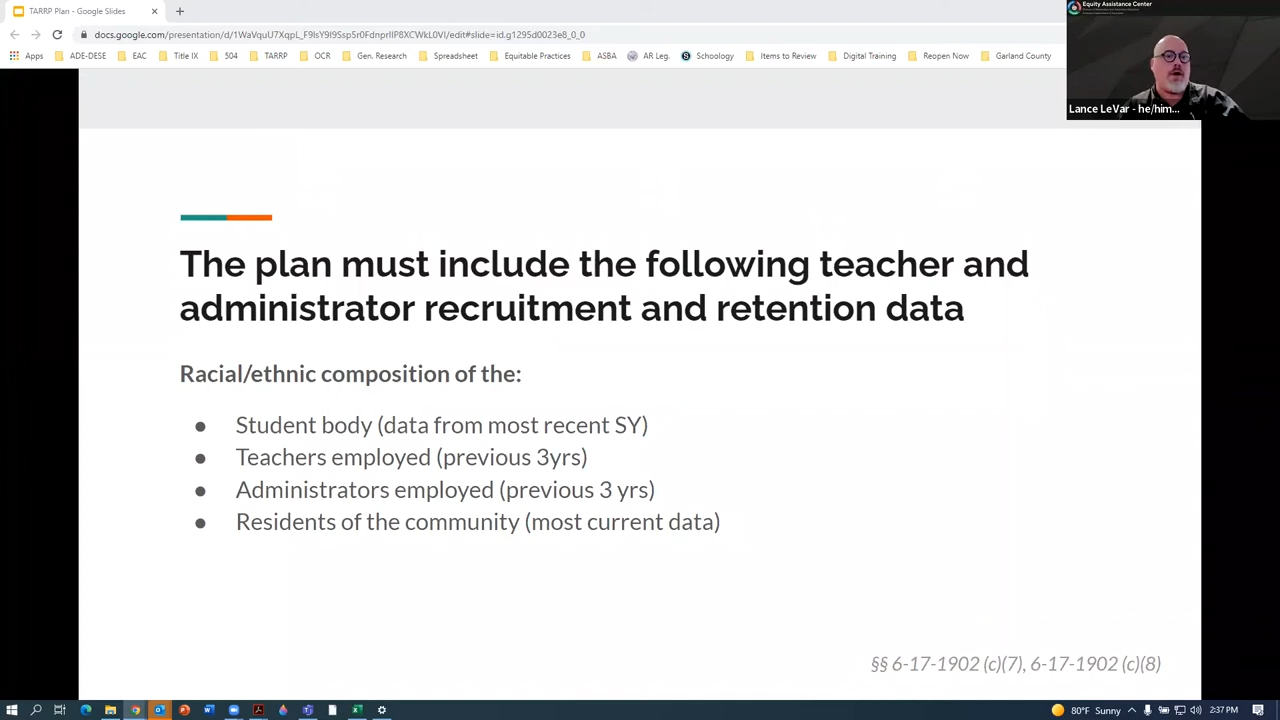 TARRP Plan - Google Slides
Equity Assistance Center
docs.google.com/presentation/d/1WaVquU7XqpL_F9IsYI9I9Ssp5r0FdnprIIP8XCWkL0VI/edit#slide=id.g1295d0023e8_0_0
Apps ADE-DESE EAC Title IX 504 TARRP OCR Gen. Research Spreadsheet Equitable Practices ASBA AR Leg. Schoology Items to Review Digital Training Reopen Now Garland County
Lance LeVar - he/him...
The plan must include the following teacher and
administrator recruitment and retention data
Racial/ethnic composition of the:
● Student body (data from most recent SY)
● Teachers employed (previous 3yrs)
● Administrators employed (previous 3 yrs)
● Residents of the community (most current data)
§§ 6-17-1902 (c)(7), 6-17-1902 (c)(8)
80°F Sunny 2:37 PM